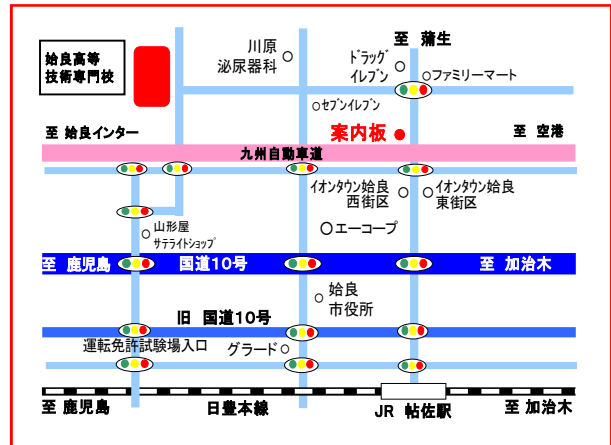 至 蒲生
川原
泌尿器科
ﾄﾞﾗｯｸﾞ
ｲﾚﾌﾞﾝ
ファミリーマート
姶良高等
技術専門校
ｾﾌﾞﾝｲﾚﾌﾞﾝ
至 姶良インター
案内板
至 空港
九州自動車道
イオンタウン姶良
西街区
イオンタウン姶良
東街区
山形屋
ｻﾃﾗｲﾄｼｮｯﾌﾟ
エーコープ
至 鹿児島
国道10号
至 加治木
姶良
市役所
旧 国道10号
運転免許試験場入口
グラード
至 鹿児島
日豊本線
JR 帖佐駅
至 加治木